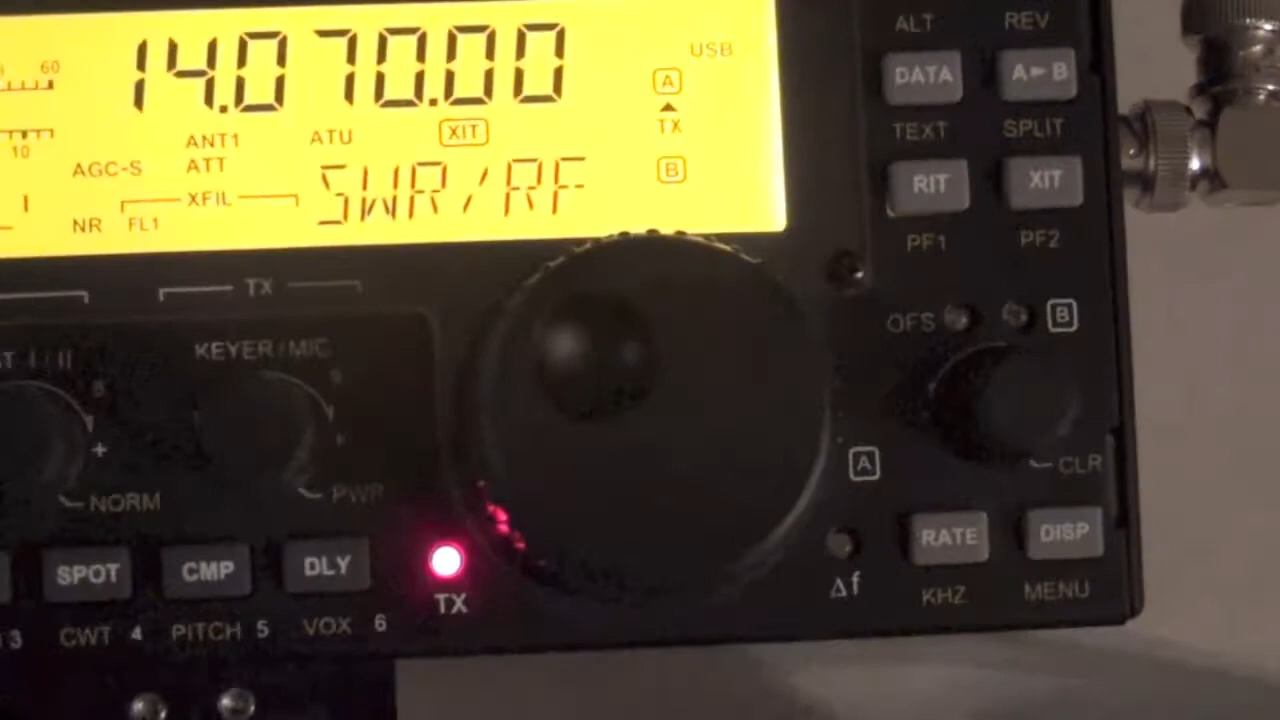 14.070.00
USB
60
A
TX
10
ANT1 ATU XIT
AGC-S ATT
SWR/RF
B
XFIL
NR FL1
ALT REV
DATA A►B
TEXT SPLIT
RIT XIT
PF1 PF2
OFS B
TX
KEYER/MIC
+
NORM
PWR
A
CLR
SPOT CMP DLY
TX
RATE DISP
Δf
KHZ MENU
3 CWT 4 PITCH 5 VOX 6